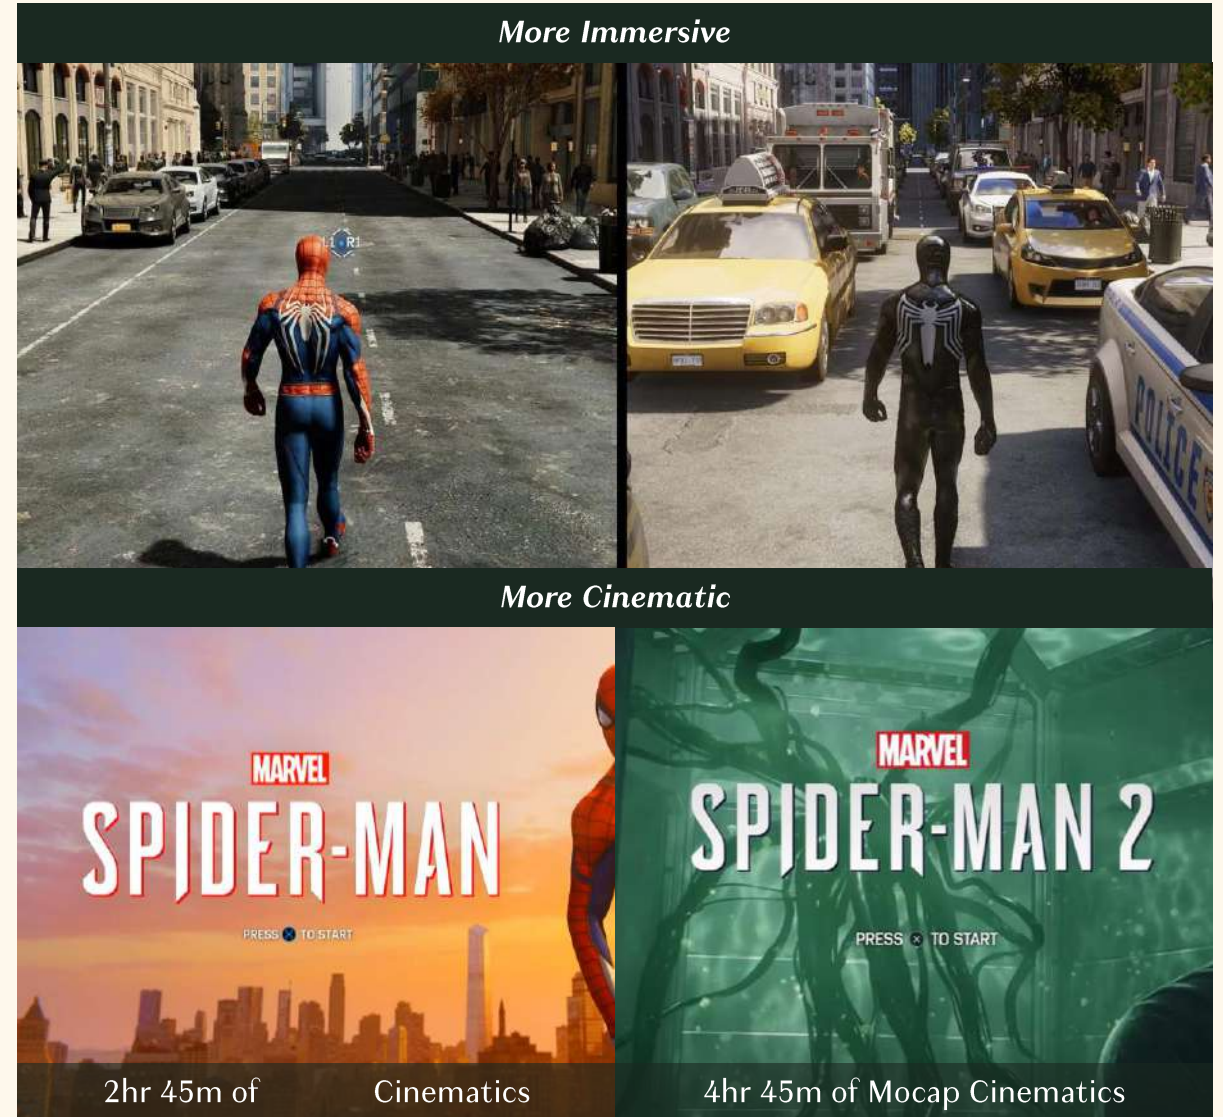 More Immersive
L1 + R1
POLICE
More Cinematic
MARVEL
SPIDER-MAN
PRESS TO START
MARVEL
SPIDER-MAN 2
PRESS TO START
2hr 45m of Cinematics
4hr 45m of Mocap Cinematics